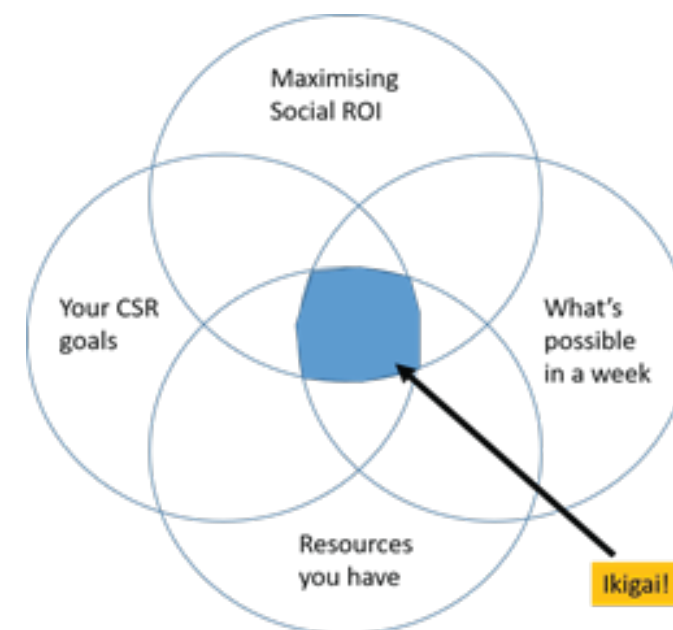 Maximising
Social ROI
Your CSR
goals
What's
possible
in a week
Resources
you have
Ikigai!